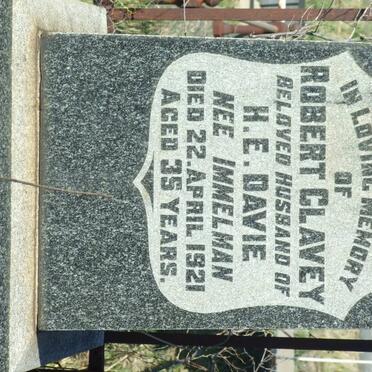 IN LOVING MEMORY
OF
ROBERT CLAVEY
BELOVED HUSBAND OF
H.E. DAVIE
NEE IMMELMAN
DIED 22.APRIL 1921
AGED 35 YEARS.